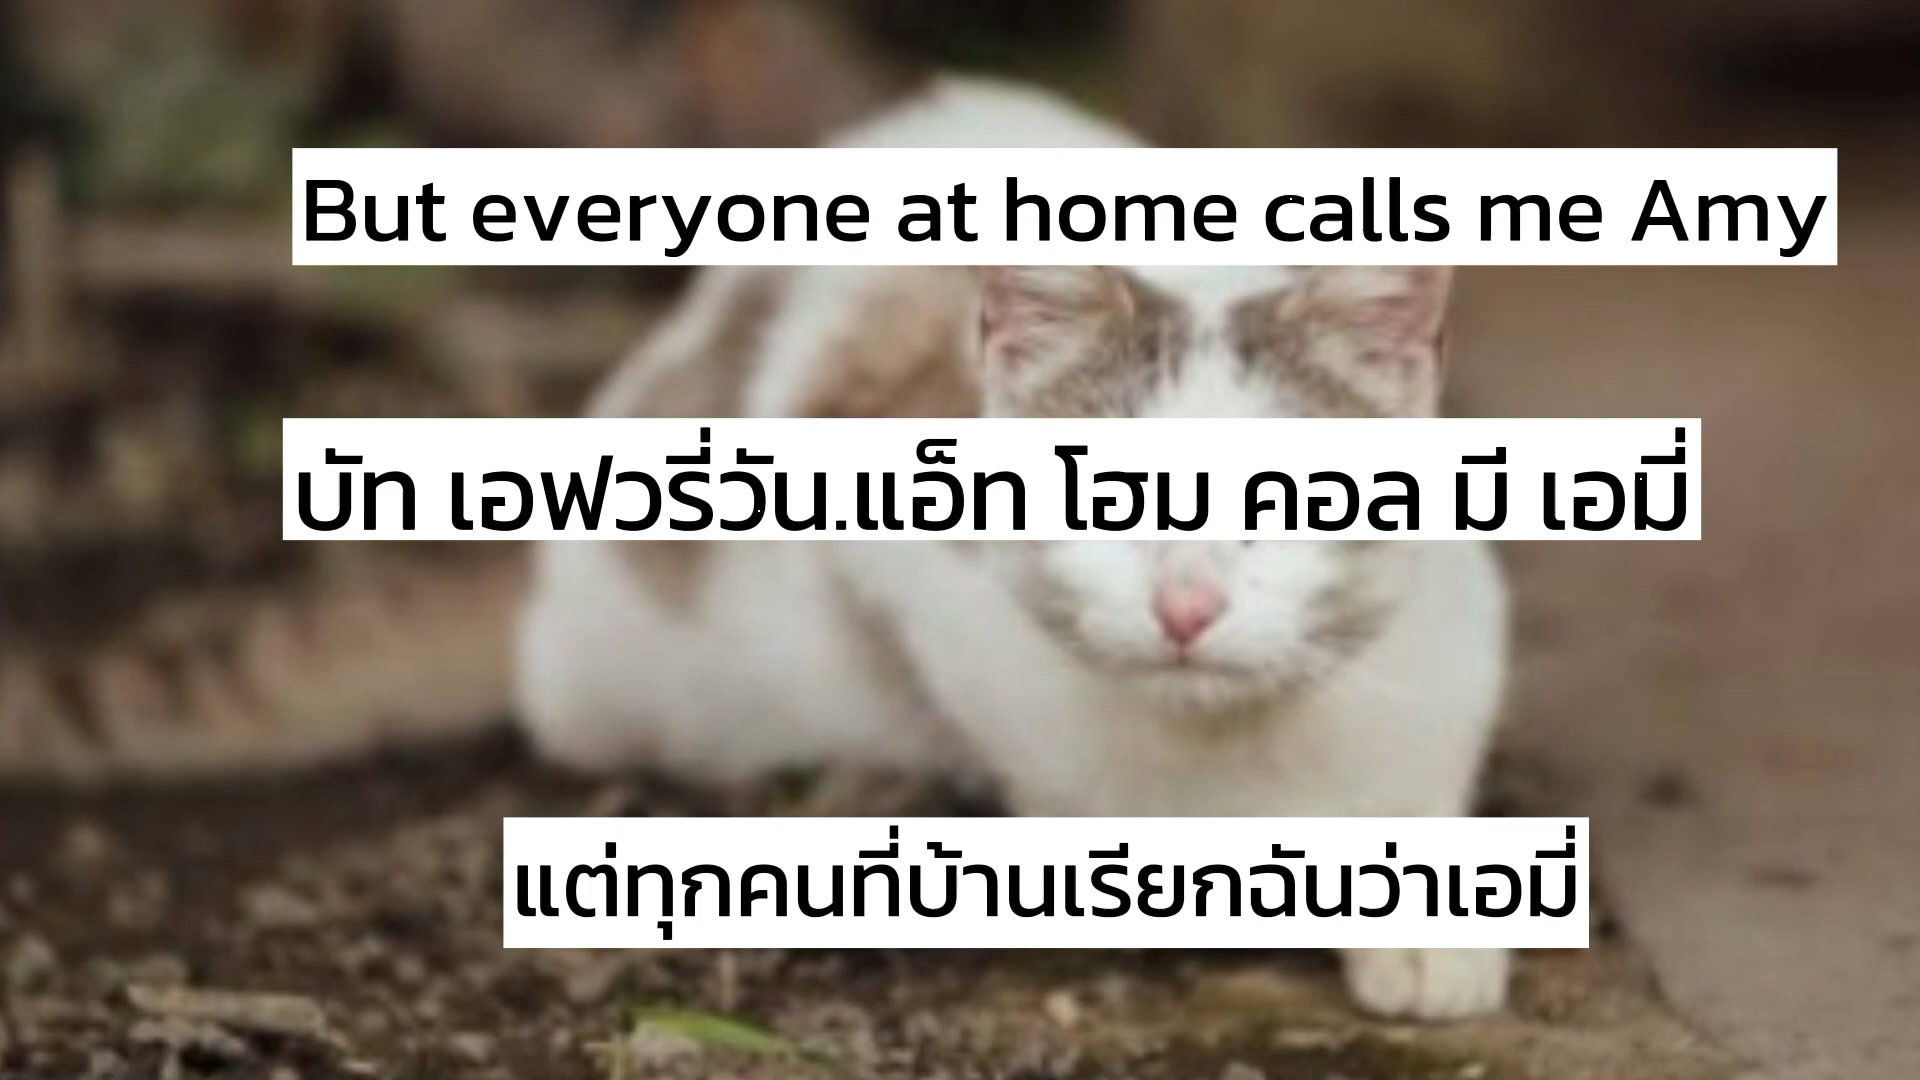 But everyone at home calls me Amy
บัท เอฟวรี่วัน.แอ็ท โฮม คอล มี เอมี่
แต่ทุกคนที่บ้านเรียกฉันว่าเอมี่